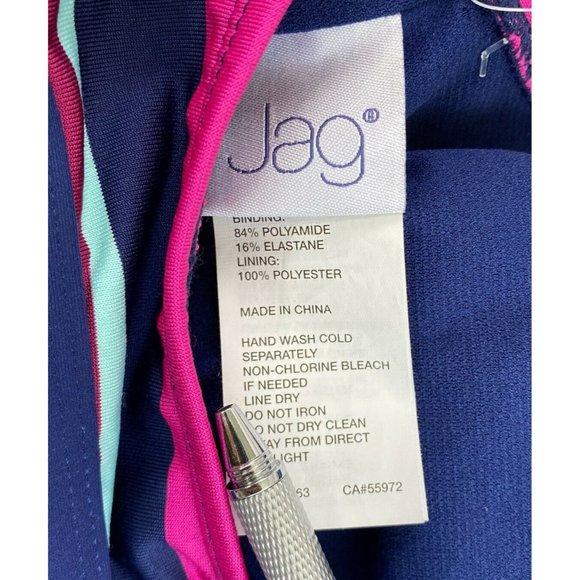 Jag®
BINDING:
84% POLYAMIDE
16% ELASTANE
LINING:
100% POLYESTER
MADE IN CHINA
HAND WASH COLD
SEPARATELY
NON-CHLORINE BLEACH
IF NEEDED
LINE DRY
DO NOT IRON
DO NOT DRY CLEAN
AWAY FROM DIRECT
LIGHT
63 CA#55972